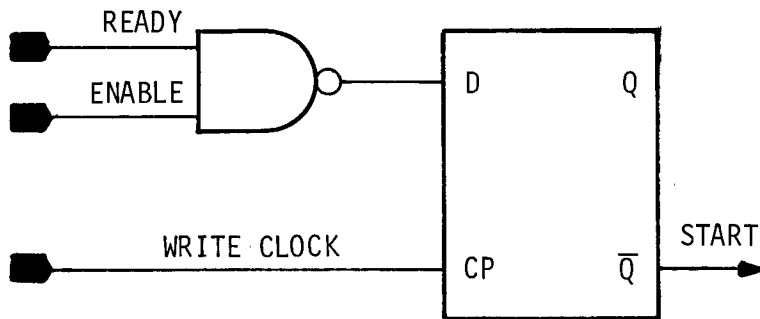 READY
ENABLE
D
Q
WRITE CLOCK
CP
Q̅
START